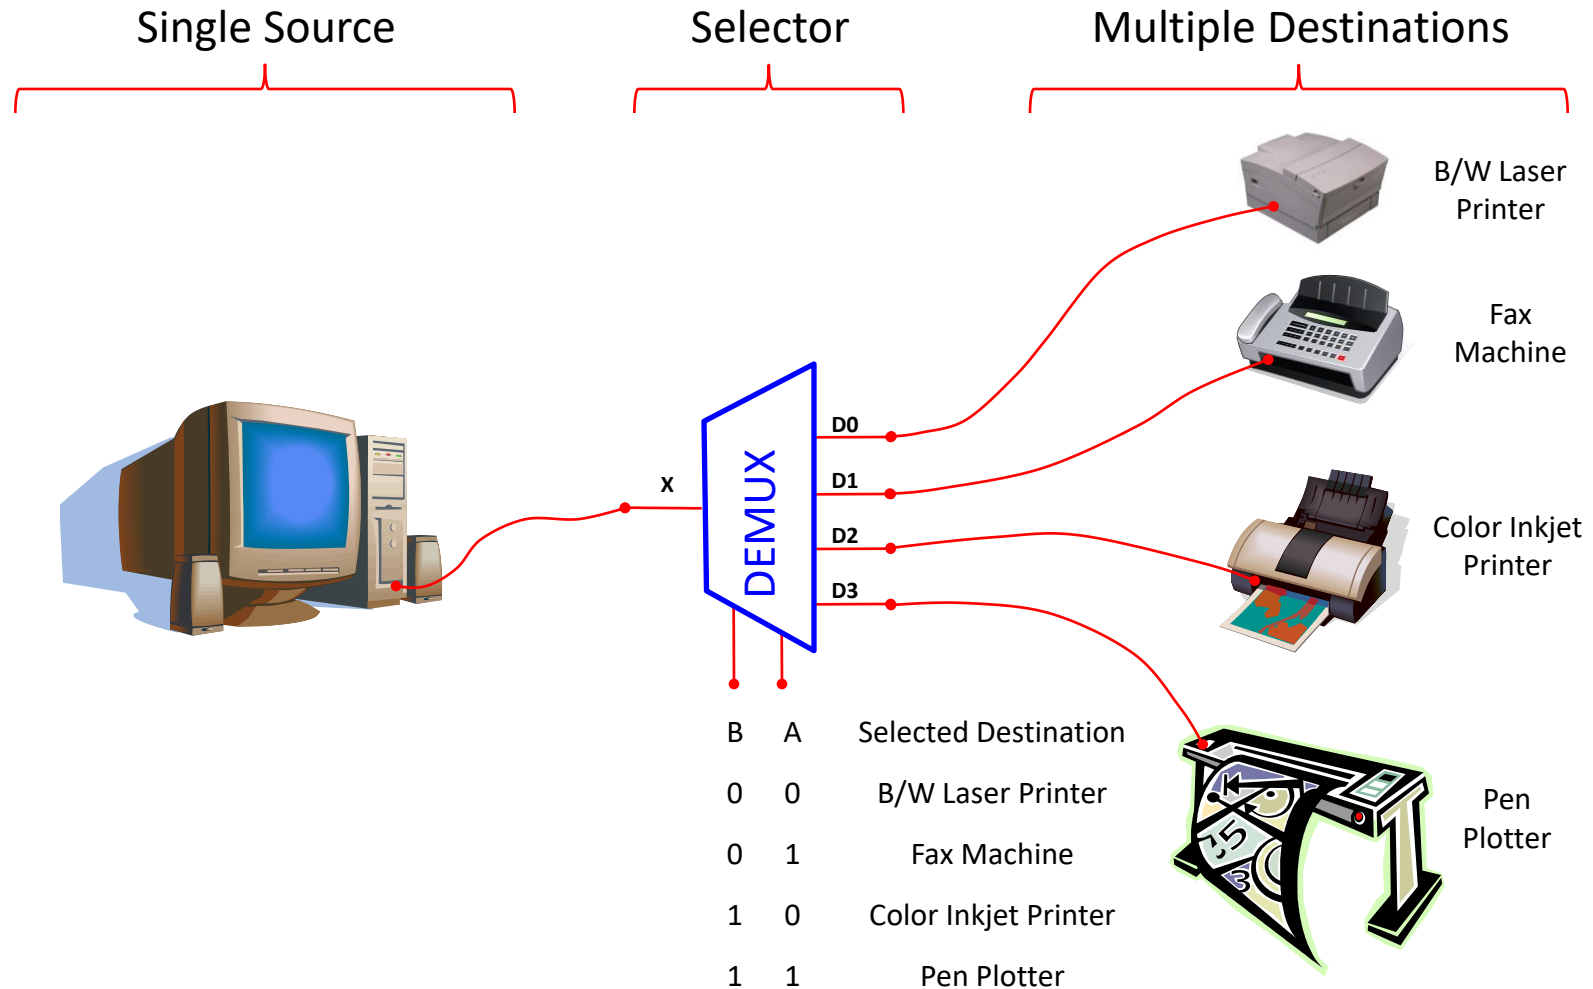 Single Source
Selector
Multiple Destinations
B/W Laser
Printer
Fax
Machine
Color Inkjet
Printer
Pen
Plotter
X
DEMUX
D0
D1
D2
D3
B A Selected Destination
0 0 B/W Laser Printer
0 1 Fax Machine
1 0 Color Inkjet Printer
1 1 Pen Plotter